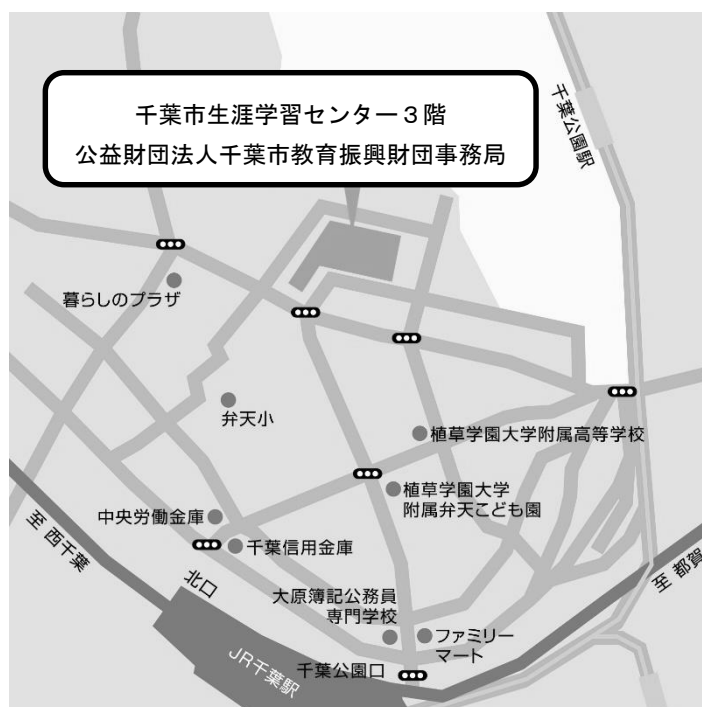 千葉市生涯学習センター３階
公益財団法人千葉市教育振興財団事務局
千葉公園駅
暮らしのプラザ
弁天小
植草学園大学附属高等学校
植草学園大学
附属弁天こども園
中央労働金庫
千葉信用金庫
至 西千葉
北口
至 都賀
大原簿記公務員
専門学校
ファミリー
マート
JR千葉駅
千葉公園口